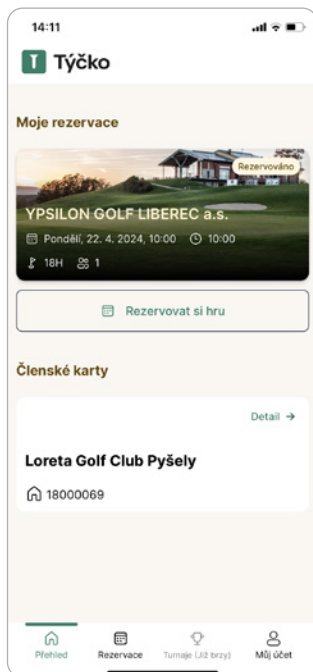 14:11
Týčko
Moje rezervace
Rezervováno
YPSILON GOLF LIBEREC a.s.
Pondělí, 22. 4. 2024, 10:00 10:00
18H 1
Rezervovat si hru
Členské karty
Detail →
Loreta Golf Club Pyšely
18000069
Přehled Rezervace Turnaje (Již brzy) Můj účet